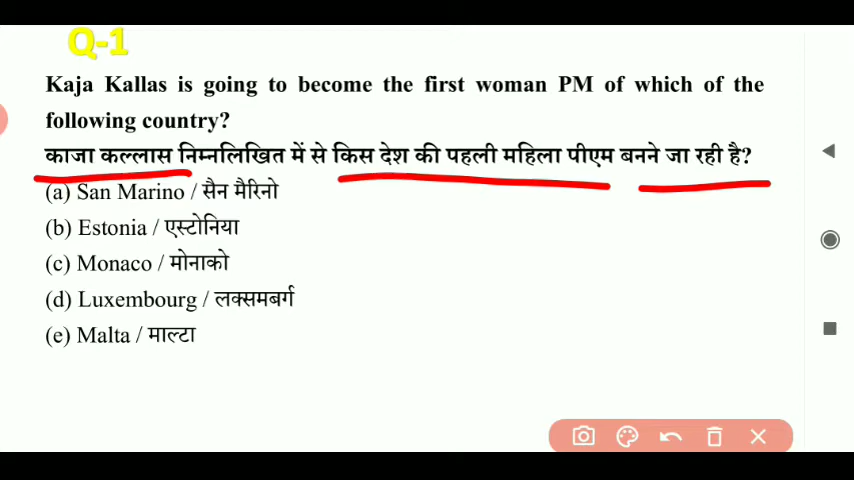 Q-1
Kaja Kallas is going to become the first woman PM of which of the
following country?
काजा कल्लास निम्नलिखित में से किस देश की पहली महिला पीएम बनने जा रही है?
(a) San Marino / सैन मैरिनो
(b) Estonia / एस्टोनिया
(c) Monaco / मोनाको
(d) Luxembourg / लक्समबर्ग
(e) Malta / माल्टा